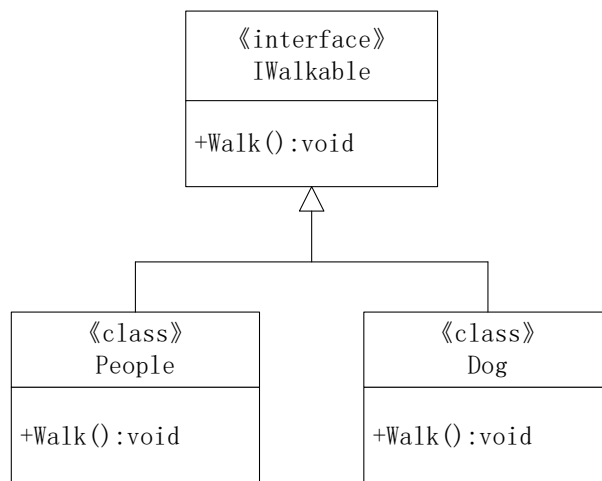 《interface》
IWalkable
+Walk():void
《class》
People
+Walk():void
《class》
Dog
+Walk():void